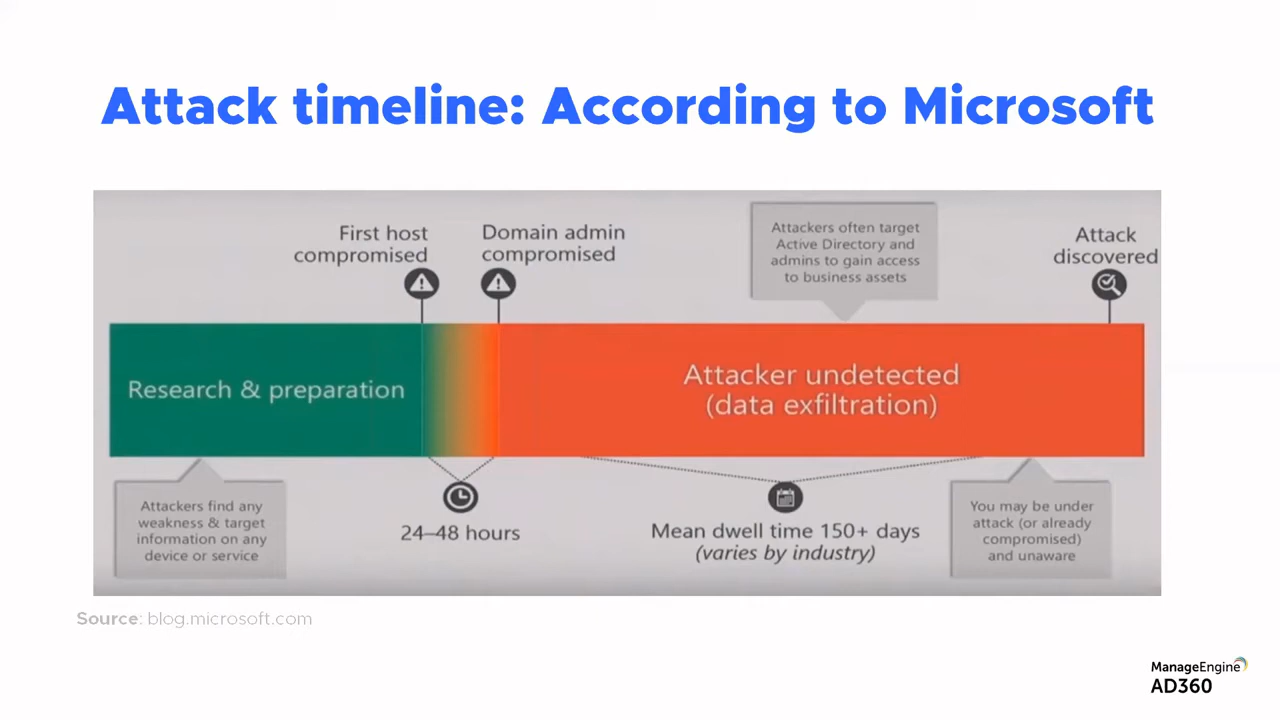 Attack timeline: According to Microsoft
First host
compromised
Domain admin
compromised
Attackers often target
Active Directory and
admins to gain access
to business assets
Attack
discovered
Research & preparation
Attacker undetected
(data exfiltration)
Attackers find any
weakness & target
information on any
device or service
24–48 hours
Mean dwell time 150+ days
(varies by industry)
You may be under
attack (or already
compromised)
and unaware
Source: blog.microsoft.com
ManageEngine
AD360